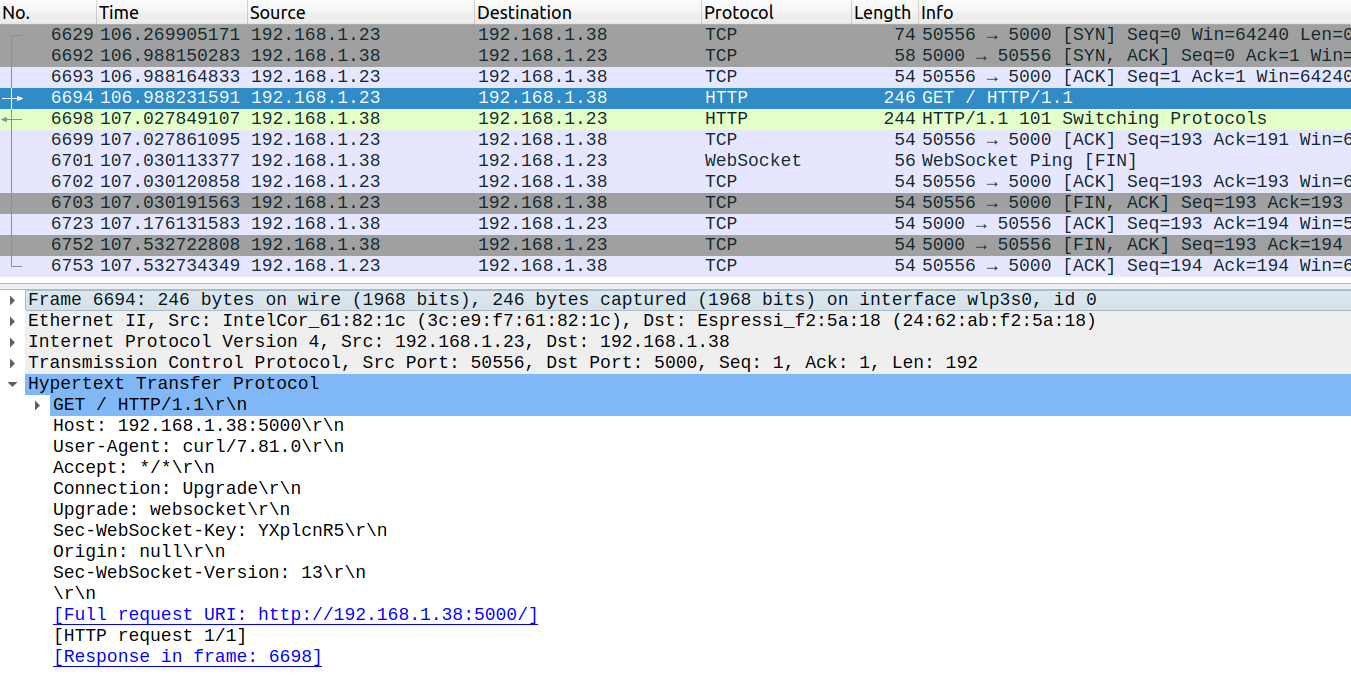 No. Time Source Destination Protocol Length Info
6629 106.269905171 192.168.1.23 192.168.1.38 TCP 74 50556 → 5000 [SYN] Seq=0 Win=64240 Len=0
6692 106.988150283 192.168.1.38 192.168.1.23 TCP 58 5000 → 50556 [SYN, ACK] Seq=0 Ack=1 Win=
6693 106.988164833 192.168.1.23 192.168.1.38 TCP 54 50556 → 5000 [ACK] Seq=1 Ack=1 Win=64240
6694 106.988231591 192.168.1.23 192.168.1.38 HTTP 246 GET / HTTP/1.1
6698 107.027849107 192.168.1.38 192.168.1.23 HTTP 244 HTTP/1.1 101 Switching Protocols
6699 107.027861095 192.168.1.23 192.168.1.38 TCP 54 50556 → 5000 [ACK] Seq=193 Ack=191 Win=6
6701 107.030113377 192.168.1.38 192.168.1.23 WebSocket 56 WebSocket Ping [FIN]
6702 107.030120858 192.168.1.23 192.168.1.38 TCP 54 50556 → 5000 [ACK] Seq=193 Ack=193 Win=6
6703 107.030191563 192.168.1.23 192.168.1.38 TCP 54 50556 → 5000 [FIN, ACK] Seq=193 Ack=193
6723 107.176131583 192.168.1.38 192.168.1.23 TCP 54 5000 → 50556 [ACK] Seq=193 Ack=194 Win=5
6752 107.532722808 192.168.1.38 192.168.1.23 TCP 54 5000 → 50556 [FIN, ACK] Seq=193 Ack=194
6753 107.532734349 192.168.1.23 192.168.1.38 TCP 54 50556 → 5000 [ACK] Seq=194 Ack=194 Win=6
Frame 6694: 246 bytes on wire (1968 bits), 246 bytes captured (1968 bits) on interface wlp3s0, id 0
Ethernet II, Src: IntelCor_61:82:1c (3c:e9:f7:61:82:1c), Dst: Espressi_f2:5a:18 (24:62:ab:f2:5a:18)
Internet Protocol Version 4, Src: 192.168.1.23, Dst: 192.168.1.38
Transmission Control Protocol, Src Port: 50556, Dst Port: 5000, Seq: 1, Ack: 1, Len: 192
Hypertext Transfer Protocol
GET / HTTP/1.1\r\n
Host: 192.168.1.38:5000\r\n
User-Agent: curl/7.81.0\r\n
Accept: */*\r\n
Connection: Upgrade\r\n
Upgrade: websocket\r\n
Sec-WebSocket-Key: YXplcnR5\r\n
Origin: null\r\n
Sec-WebSocket-Version: 13\r\n
\r\n
[Full request URI: http://192.168.1.38:5000/]
[HTTP request 1/1]
[Response in frame: 6698]